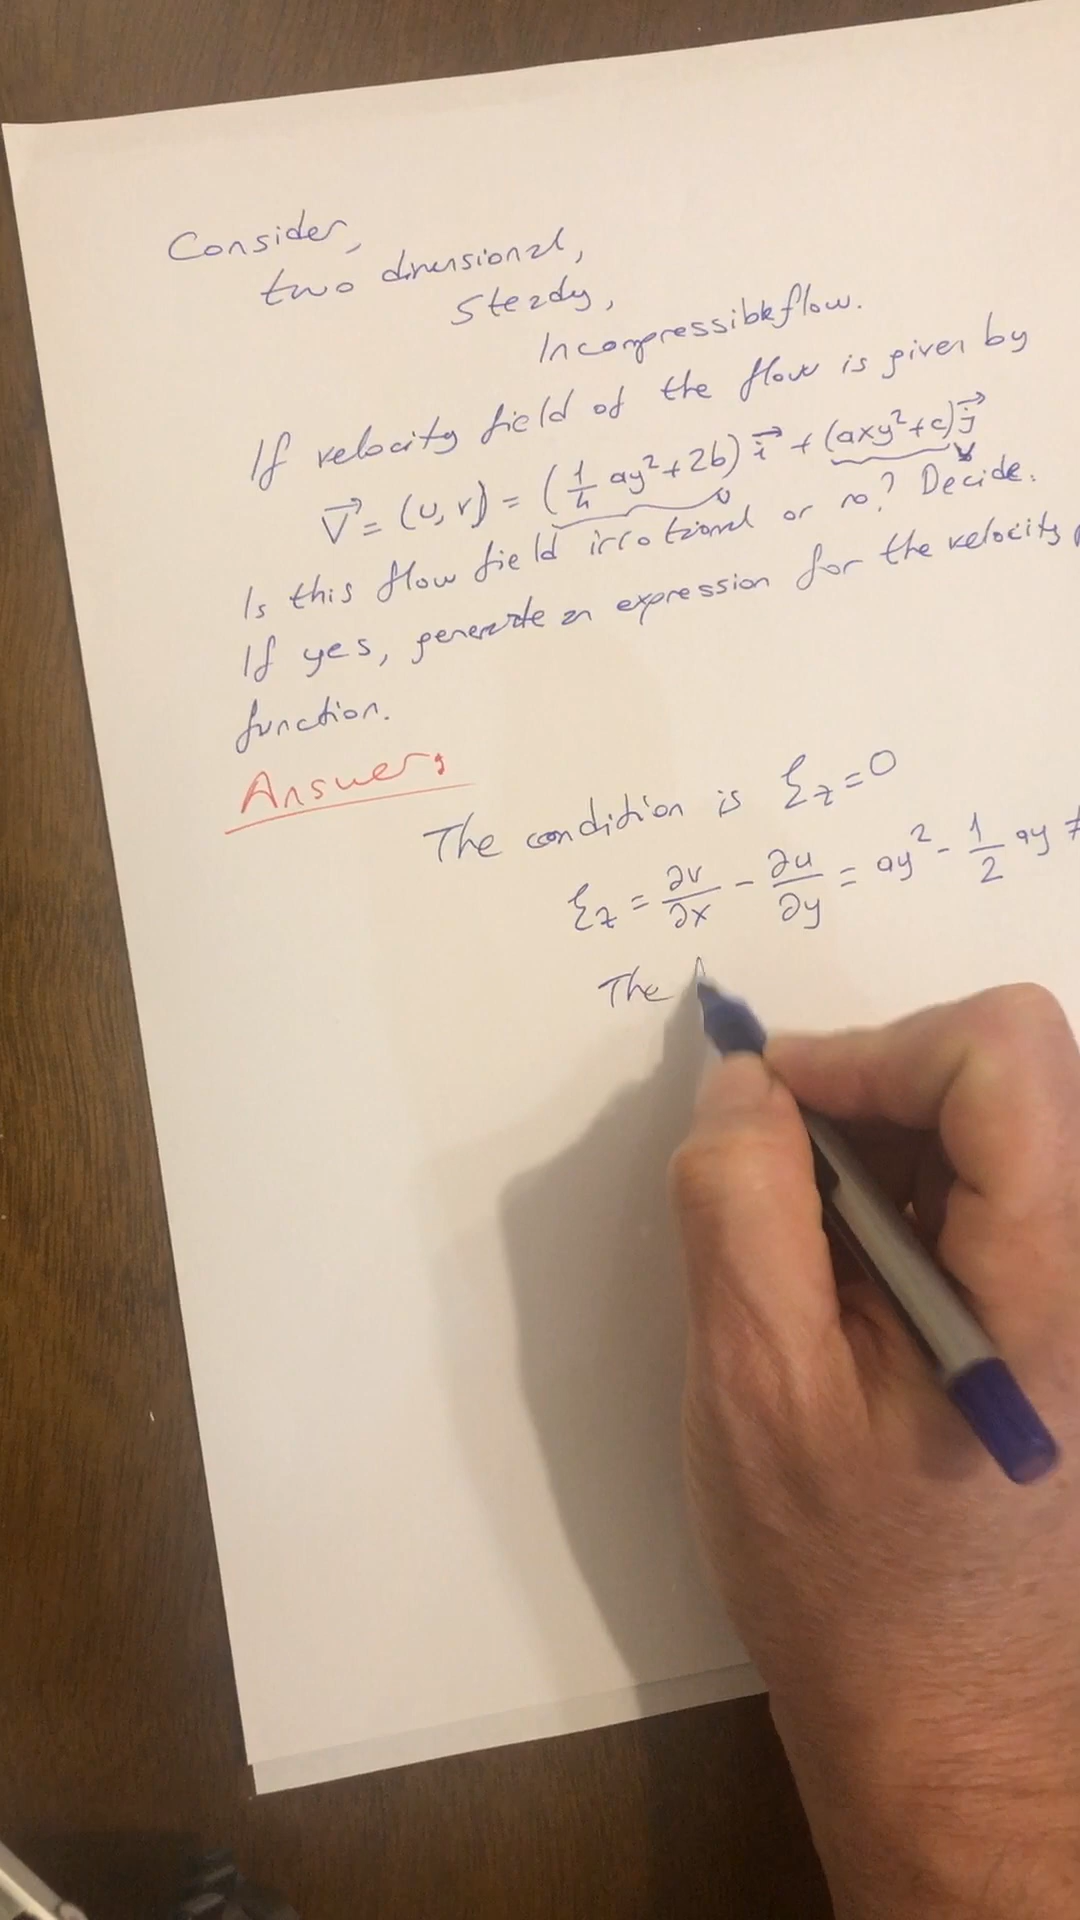 Consider,
two dimensional,
Steady,
Incompressible flow.
If velocity field of the flow is given by
V⃗ = (u, v) = (1/4 ay² + 2b) i⃗ + (axy² + c) j⃗
Is this flow field irrotional or no? Decide.
If yes, generate an expression for the velocity
function.
Answer,
The condition is ξz = 0
ξz = ∂v/∂x − ∂u/∂y = ay² − 1/2 ay ≠
The